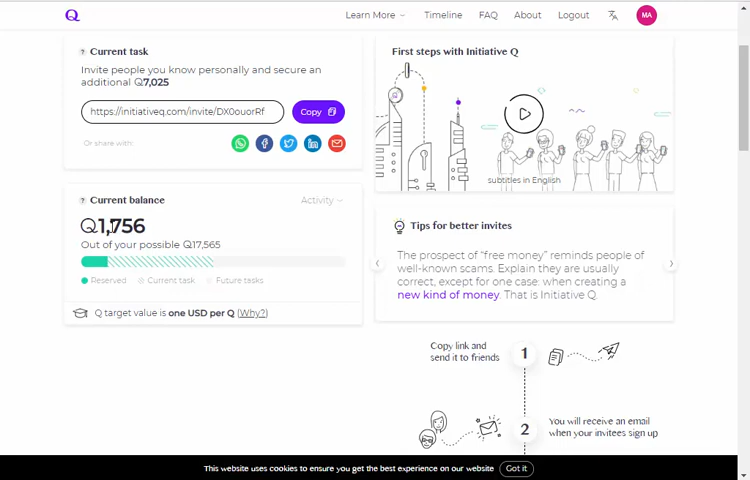 Q Learn More Timeline FAQ About Logout MA
? Current task
Invite people you know personally and secure an
additional Q7,025
https://initiativeq.com/invite/DX0ouorRf Copy
Or share with:
? Current balance Activity
Q1,756
Out of your possible Q17,565
Reserved Current task Future tasks
Q target value is one USD per Q (Why?)
First steps with Initiative Q
subtitles in English
Tips for better invites
The prospect of “free money” reminds people of
well-known scams. Explain they are usually
correct, except for one case: when creating a
new kind of money. That is Initiative Q.
Copy link and
send it to friends
1
2
You will receive an email
when your invitees sign up
This website uses cookies to ensure you get the best experience on our website Got it